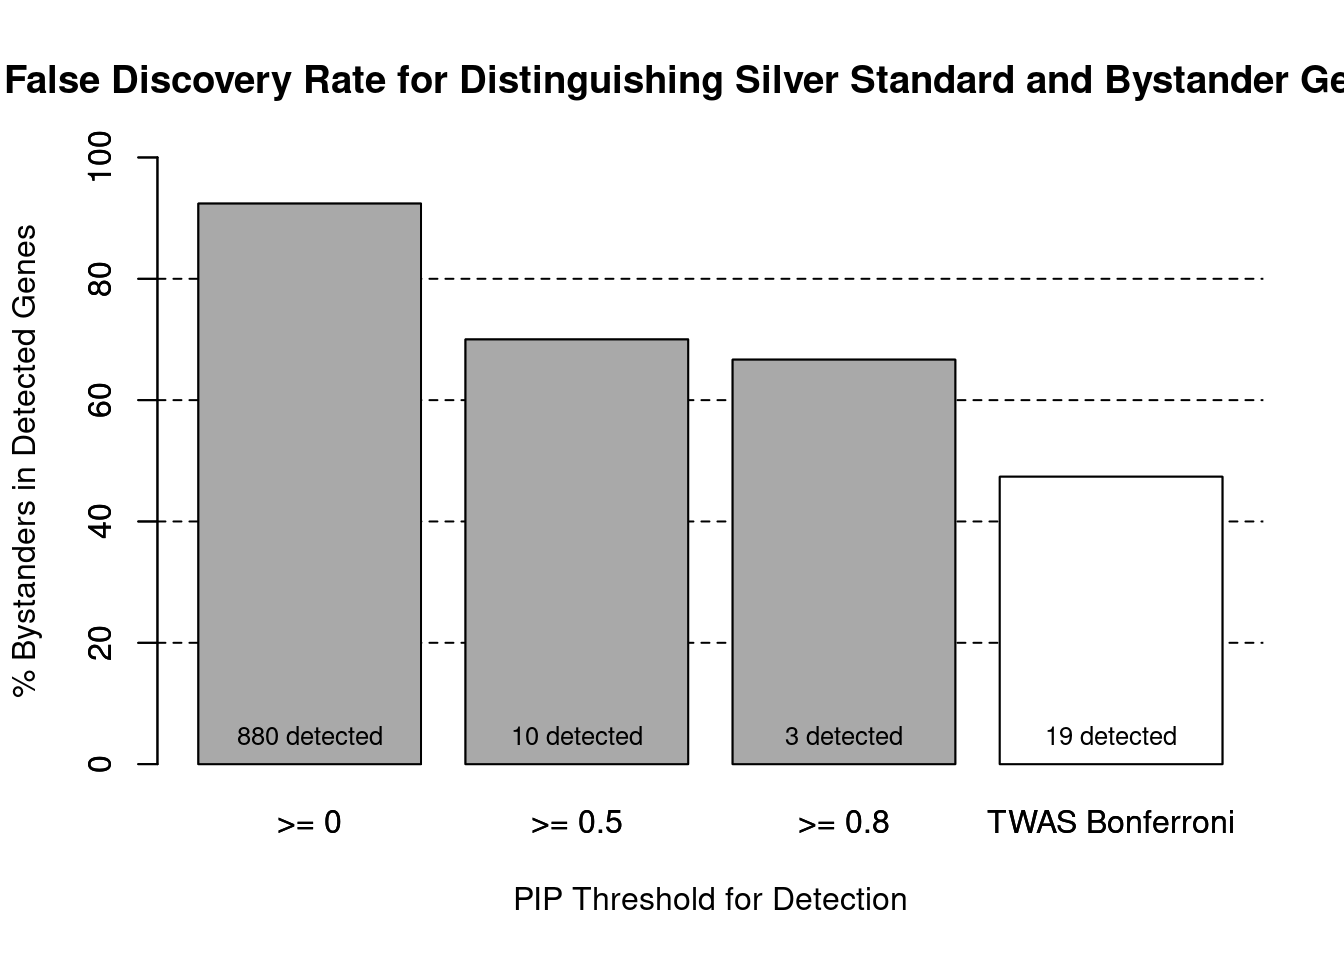 False Discovery Rate for Distinguishing Silver Standard and Bystander Ge
% Bystanders in Detected Genes
100
80
60
40
20
0
880 detected
10 detected
3 detected
19 detected
>= 0
>= 0.5
>= 0.8
TWAS Bonferroni
PIP Threshold for Detection